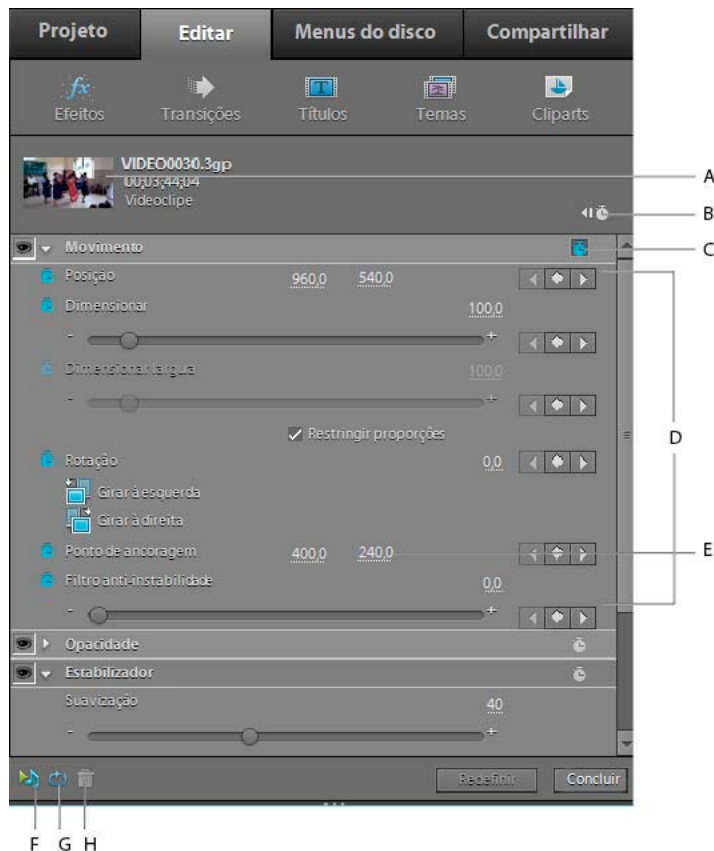 Projeto Editar Menus do disco Compartilhar
fx
Efeitos Transições Títulos Temas Cliparts
VIDEO0030.3gp
00;03;44;04
Videoclipe
A
B
C
Movimento
Posição 960,0 540,0
Dimensionar 100,0
- +
Dimensionar largura 100,0
- +
Restringir proporções
D
Rotação 0,0
Girar à esquerda
Girar à direita
Ponto de ancoragem 400,0 240,0
E
Filtro anti-instabilidade 0,0
- +
Opacidade
Estabilizador
Suavização 40
- +
Redefinir Concluir
F G H